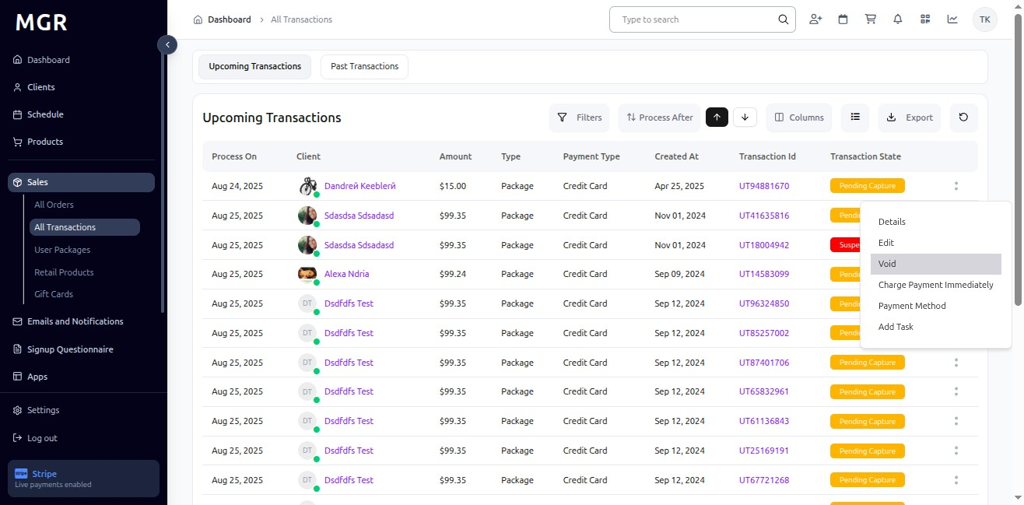 MGR
Dashboard
Clients
Schedule
Products
Sales
All Orders
All Transactions
User Packages
Retail Products
Gift Cards
Emails and Notifications
Signup Questionnaire
Apps
Settings
Log out
Stripe
Live payments enabled
Dashboard > All Transactions
Type to search
TK
Upcoming Transactions Past Transactions
Upcoming Transactions
Filters Process After Columns Export
Process On Client Amount Type Payment Type Created At Transaction Id Transaction State
Aug 24, 2025 Dandreй Keeblerй $15.00 Package Credit Card Apr 25, 2025 UT94881670 Pending Capture
Aug 25, 2025 Sdasdsa Sdsadasd $99.35 Package Credit Card Nov 01, 2024 UT41635816
Aug 25, 2025 Sdasdsa Sdsadasd $99.35 Package Credit Card Nov 01, 2024 UT18004942
Aug 25, 2025 Alexa Ndria $99.24 Package Credit Card Sep 09, 2024 UT14583099
Aug 25, 2025 DT Dsdfdfs Test $99.35 Package Credit Card Sep 12, 2024 UT96324850
Aug 25, 2025 DT Dsdfdfs Test $99.35 Package Credit Card Sep 12, 2024 UT85257002
Aug 25, 2025 DT Dsdfdfs Test $99.35 Package Credit Card Sep 12, 2024 UT87401706 Pending Capture
Aug 25, 2025 DT Dsdfdfs Test $99.35 Package Credit Card Sep 12, 2024 UT65832961 Pending Capture
Aug 25, 2025 DT Dsdfdfs Test $99.35 Package Credit Card Sep 12, 2024 UT61136843 Pending Capture
Aug 25, 2025 DT Dsdfdfs Test $99.35 Package Credit Card Sep 12, 2024 UT25169191 Pending Capture
Aug 25, 2025 DT Dsdfdfs Test $99.35 Package Credit Card Sep 12, 2024 UT67721268 Pending Capture
Details
Edit
Void
Charge Payment Immediately
Payment Method
Add Task